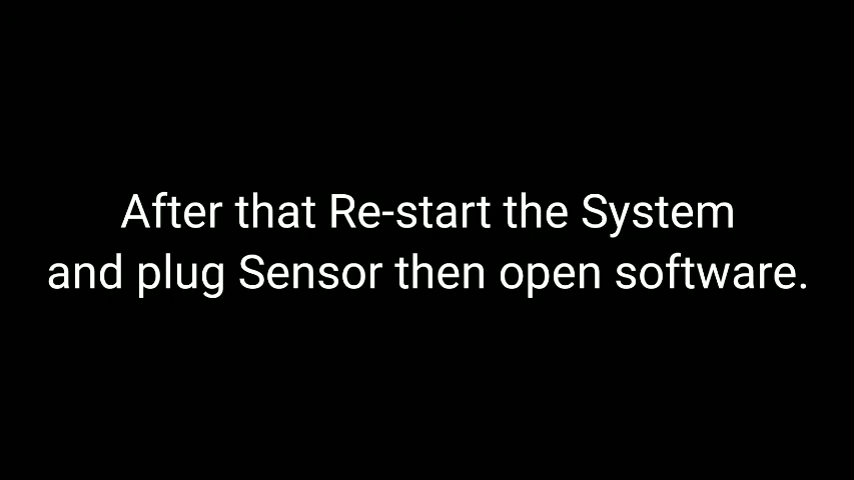 After that Re-start the System
and plug Sensor then open software.